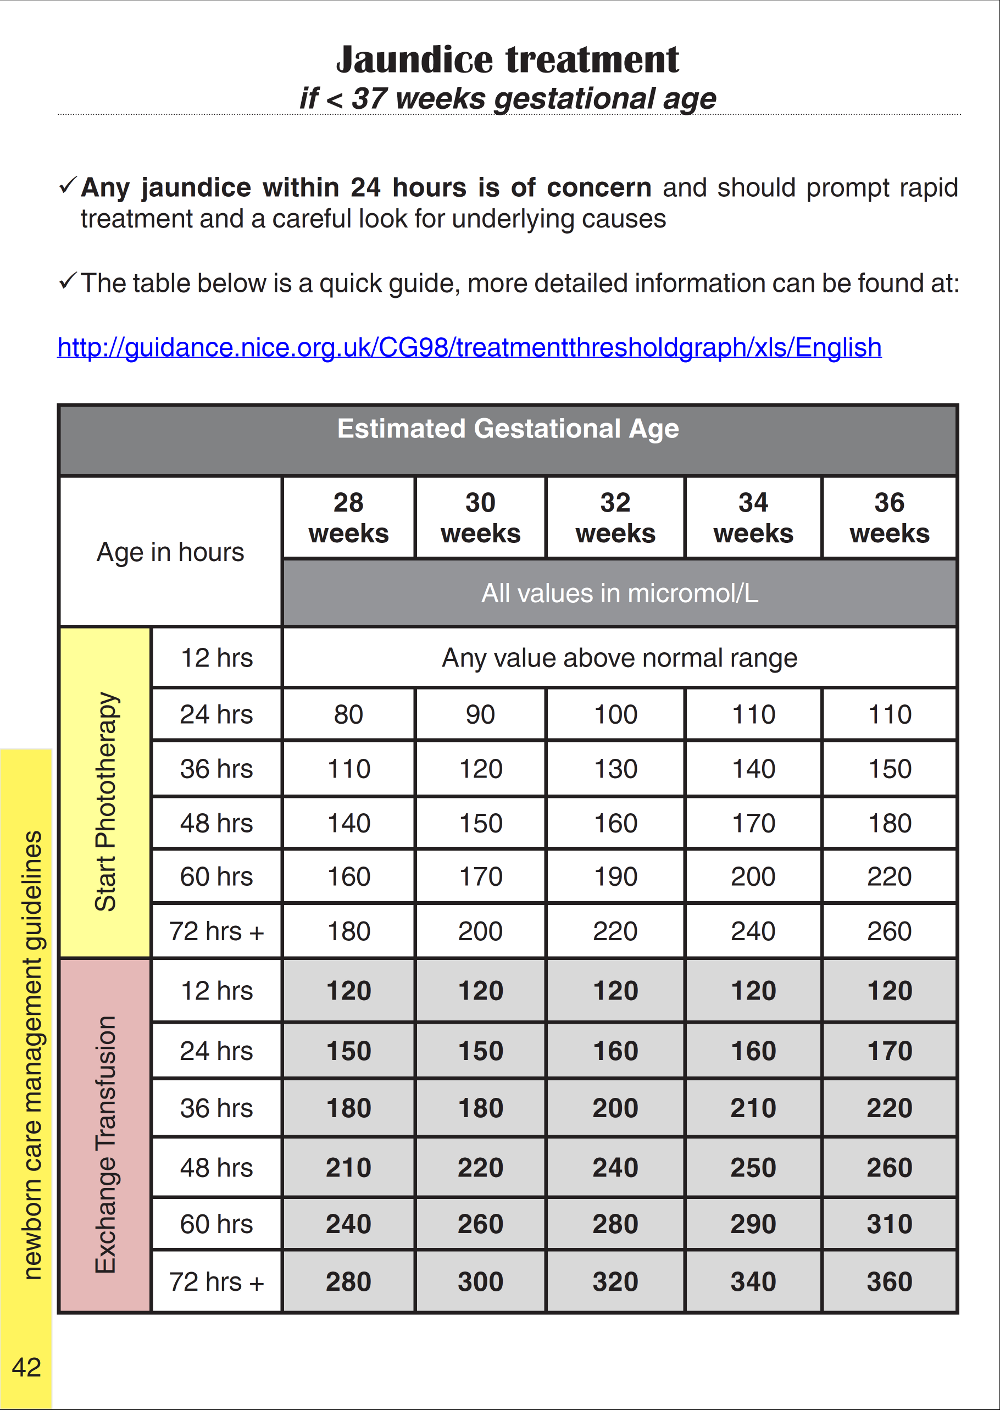 Jaundice treatment
if < 37 weeks gestational age
✓ Any jaundice within 24 hours is of concern and should prompt rapid
treatment and a careful look for underlying causes
✓ The table below is a quick guide, more detailed information can be found at:
http://guidance.nice.org.uk/CG98/treatmentthresholdgraph/xls/English
Estimated Gestational Age
Age in hours
28 weeks 30 weeks 32 weeks 34 weeks 36 weeks
All values in micromol/L
Start Phototherapy
12 hrs Any value above normal range
24 hrs 80 90 100 110 110
36 hrs 110 120 130 140 150
48 hrs 140 150 160 170 180
60 hrs 160 170 190 200 220
72 hrs + 180 200 220 240 260
Exchange Transfusion
12 hrs 120 120 120 120 120
24 hrs 150 150 160 160 170
36 hrs 180 180 200 210 220
48 hrs 210 220 240 250 260
60 hrs 240 260 280 290 310
72 hrs + 280 300 320 340 360
newborn care management guidelines
42